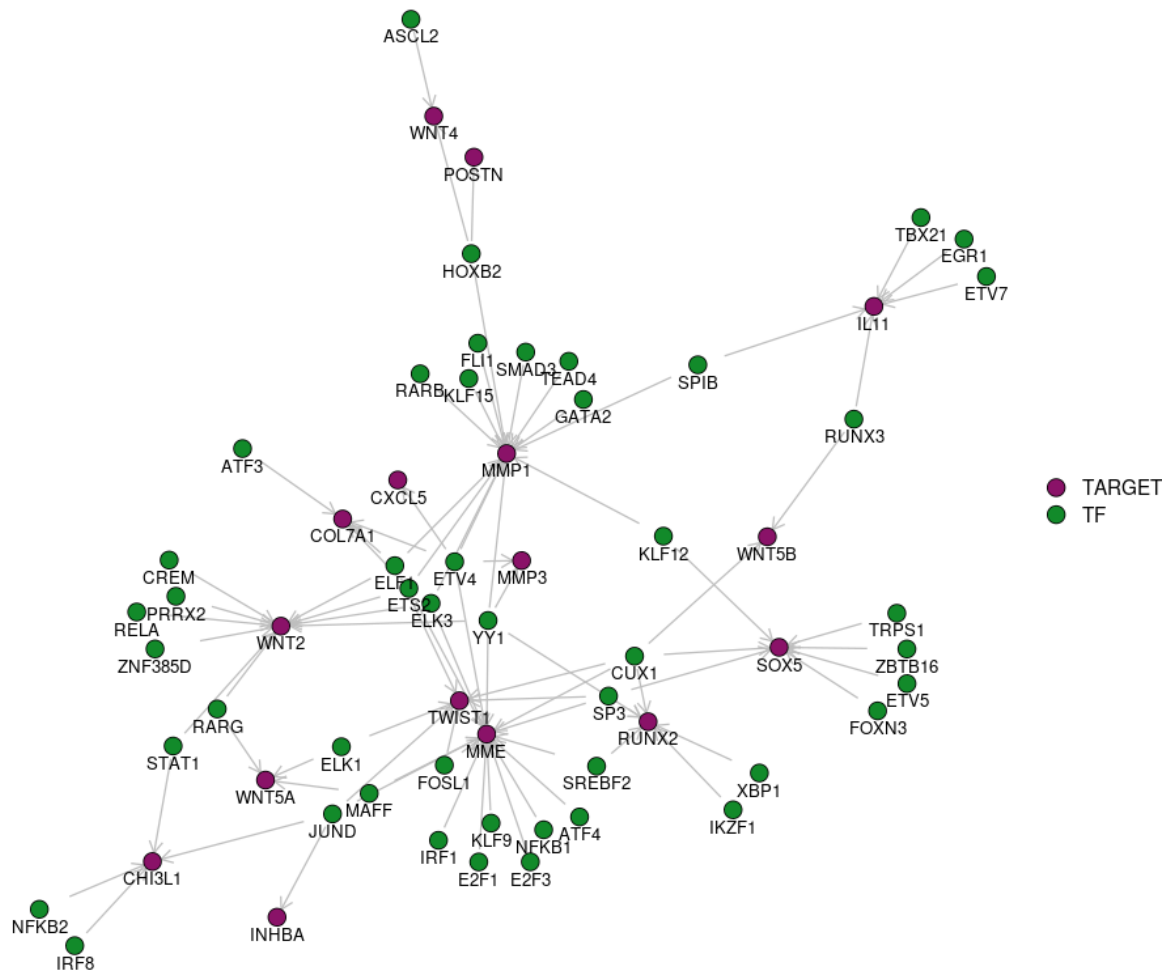 ASCL2
WNT4
POSTN
TBX21
EGR1
HOXB2
ETV7
IL11
FLI1
SMAD3
TEAD4
SPIB
RARB
KLF15
GATA2
RUNX3
ATF3
MMP1
TARGET
CXCL5
TF
COL7A1
KLF12
WNT5B
CREM
ELF1
ETV4
MMP3
PRRX2
ETS2
RELA
ELK3
TRPS1
WNT2
YY1
ZNF385D
CUX1
SOX5
ZBTB16
ETV5
TWIST1
SP3
FOXN3
RARG
RUNX2
MME
STAT1
ELK1
FOSL1
SREBF2
XBP1
WNT5A
MAFF
JUND
ATF4
IKZF1
KLF9
NFKB1
IRF1
CHI3L1
E2F1
E2F3
NFKB2
INHBA
IRF8